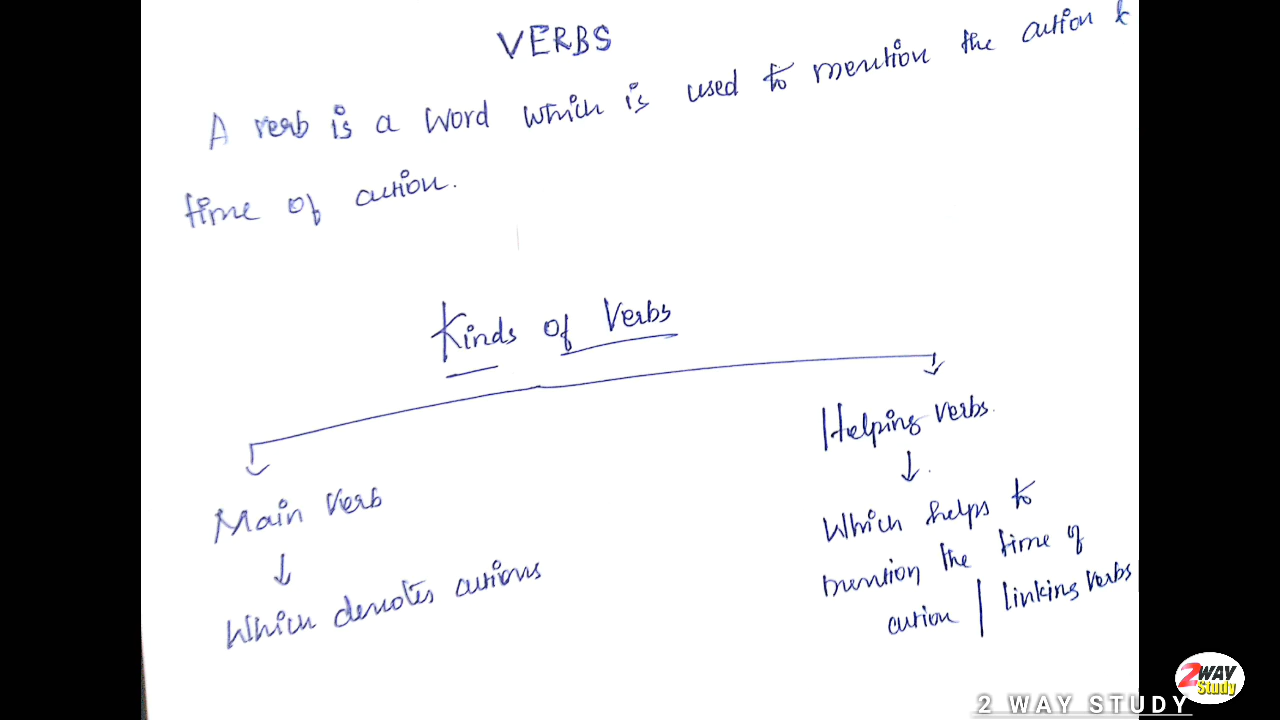 VERBS
A verb is a word which is used to mention the action &
time of action.
Kinds of Verbs
Main Verb
Which denotes actions
Helping verbs.
Which helps to
mention the time of
action / linking verbs
2WAY
Study
2 WAY STUDY